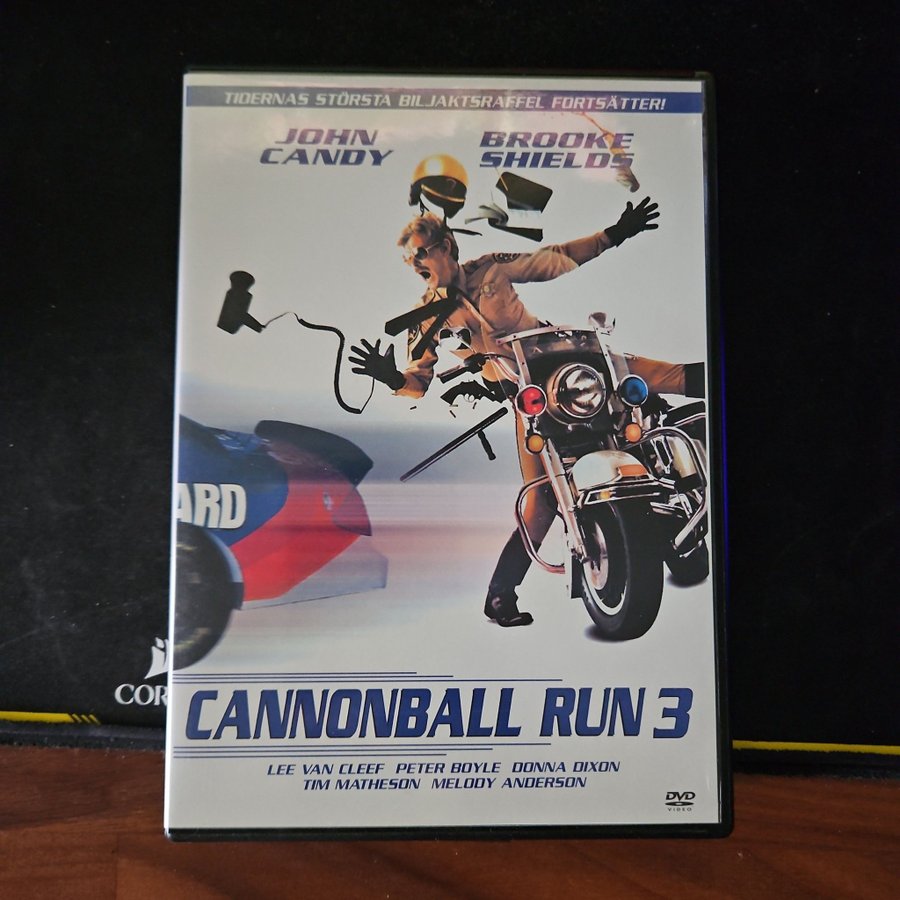 TIDERNAS STÖRSTA BILJAKTSRAFFEL FORTSÄTTER!
JOHN CANDY
BROOKE SHIELDS
ARD
CANNONBALL RUN 3
LEE VAN CLEEF PETER BOYLE DONNA DIXON
TIM MATHESON MELODY ANDERSON
DVD
VIDEO
COR